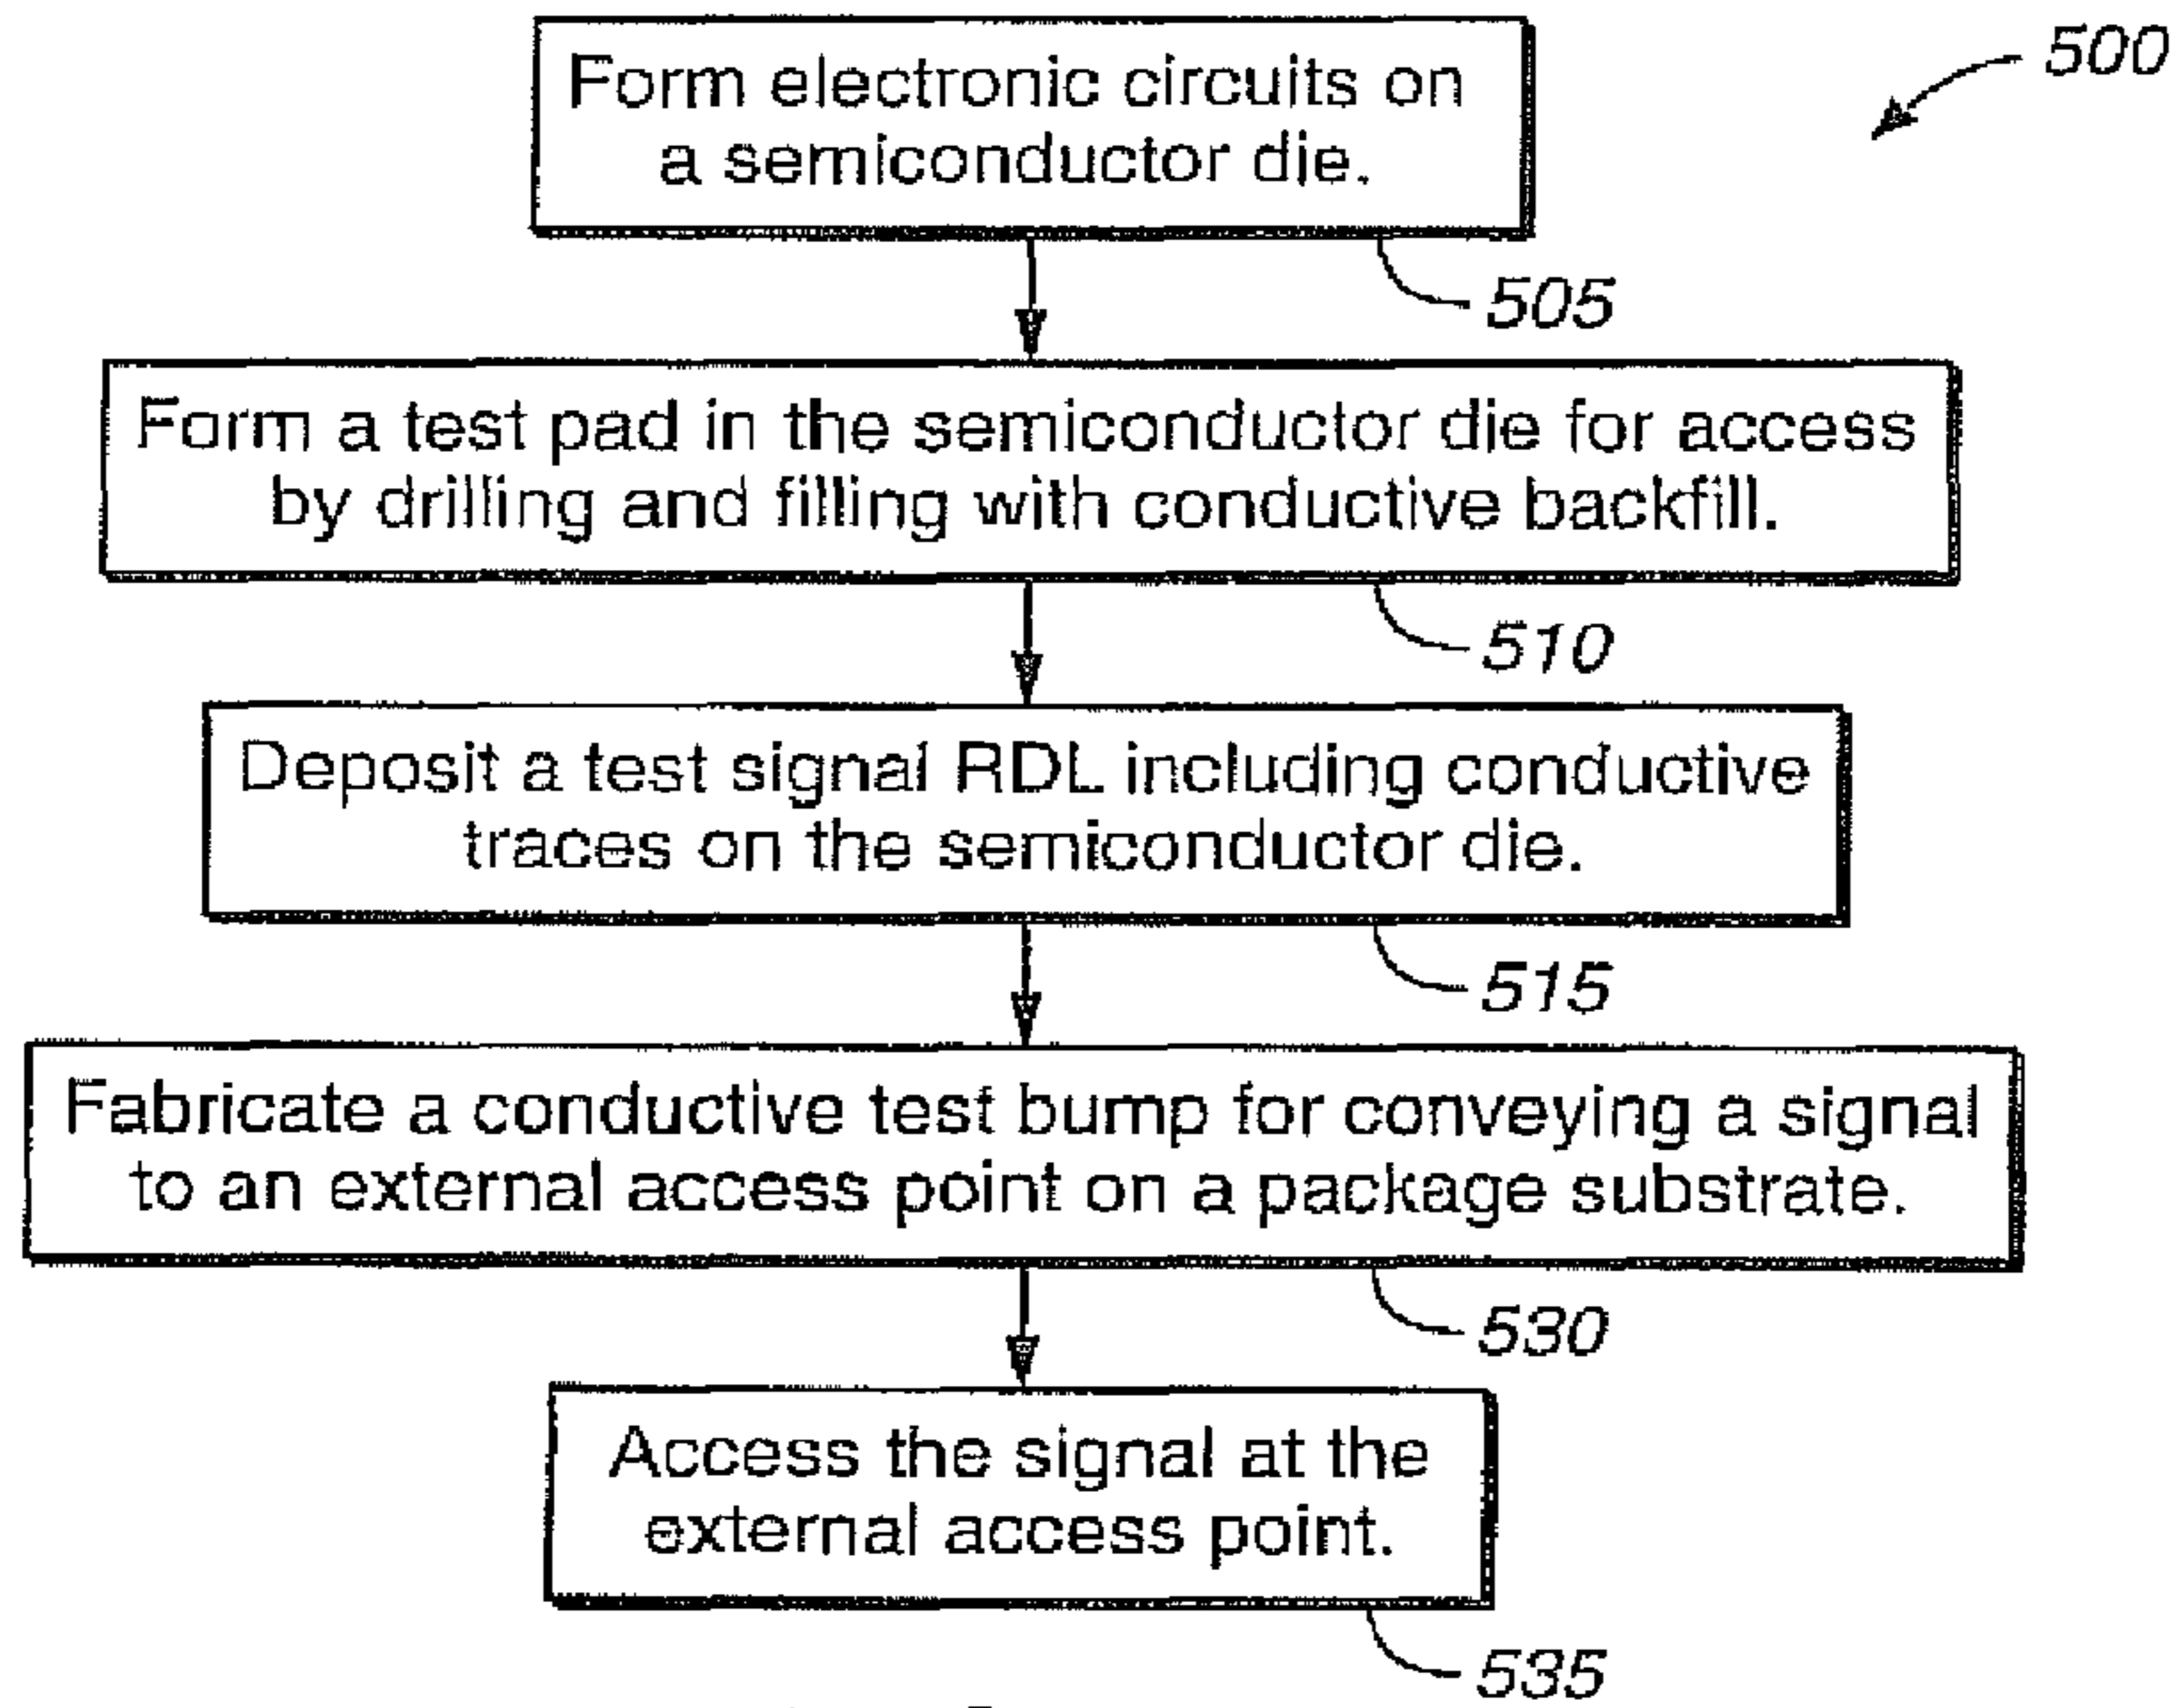 500
Form electronic circuits on
a semiconductor die.
505
Form a test pad in the semiconductor die for access
by drilling and filling with conductive backfill.
510
Deposit a test signal RDL including conductive
traces on the semiconductor die.
515
Fabricate a conductive test bump for conveying a signal
to an external access point on a package substrate.
530
Access the signal at the
external access point.
535